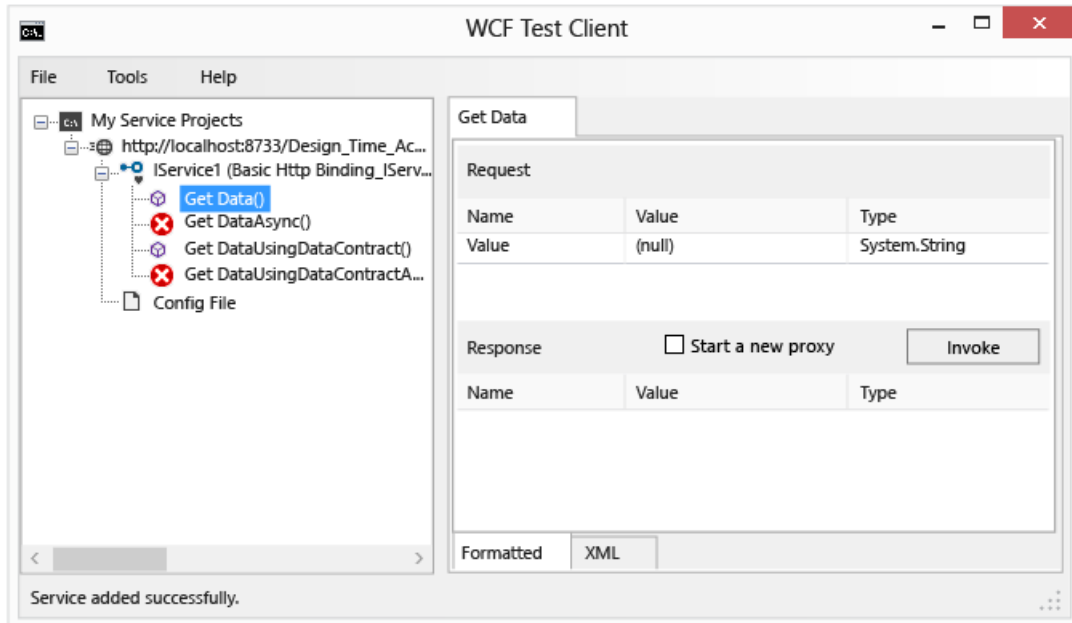 WCF Test Client
File Tools Help
My Service Projects
http://localhost:8733/Design_Time_Ac...
IService1 (Basic Http Binding_IServ...
Get Data()
Get DataAsync()
Get DataUsingDataContract()
Get DataUsingDataContractA...
Config File
Get Data
Request
Name Value Type
Value (null) System.String
Response Start a new proxy Invoke
Name Value Type
Formatted XML
Service added successfully.